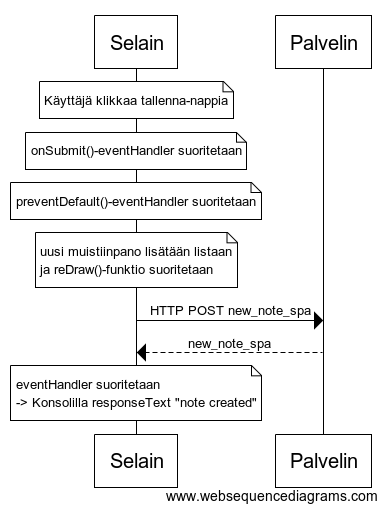 Selain
Palvelin
Käyttäjä klikkaa tallenna-nappia
onSubmit()-eventHandler suoritetaan
preventDefault()-eventHandler suoritetaan
uusi muistiinpano lisätään listaan
ja reDraw()-funktio suoritetaan
HTTP POST new_note_spa
new_note_spa
eventHandler suoritetaan
-> Konsolilla responseText "note created"
Selain
Palvelin
www.websequencediagrams.com